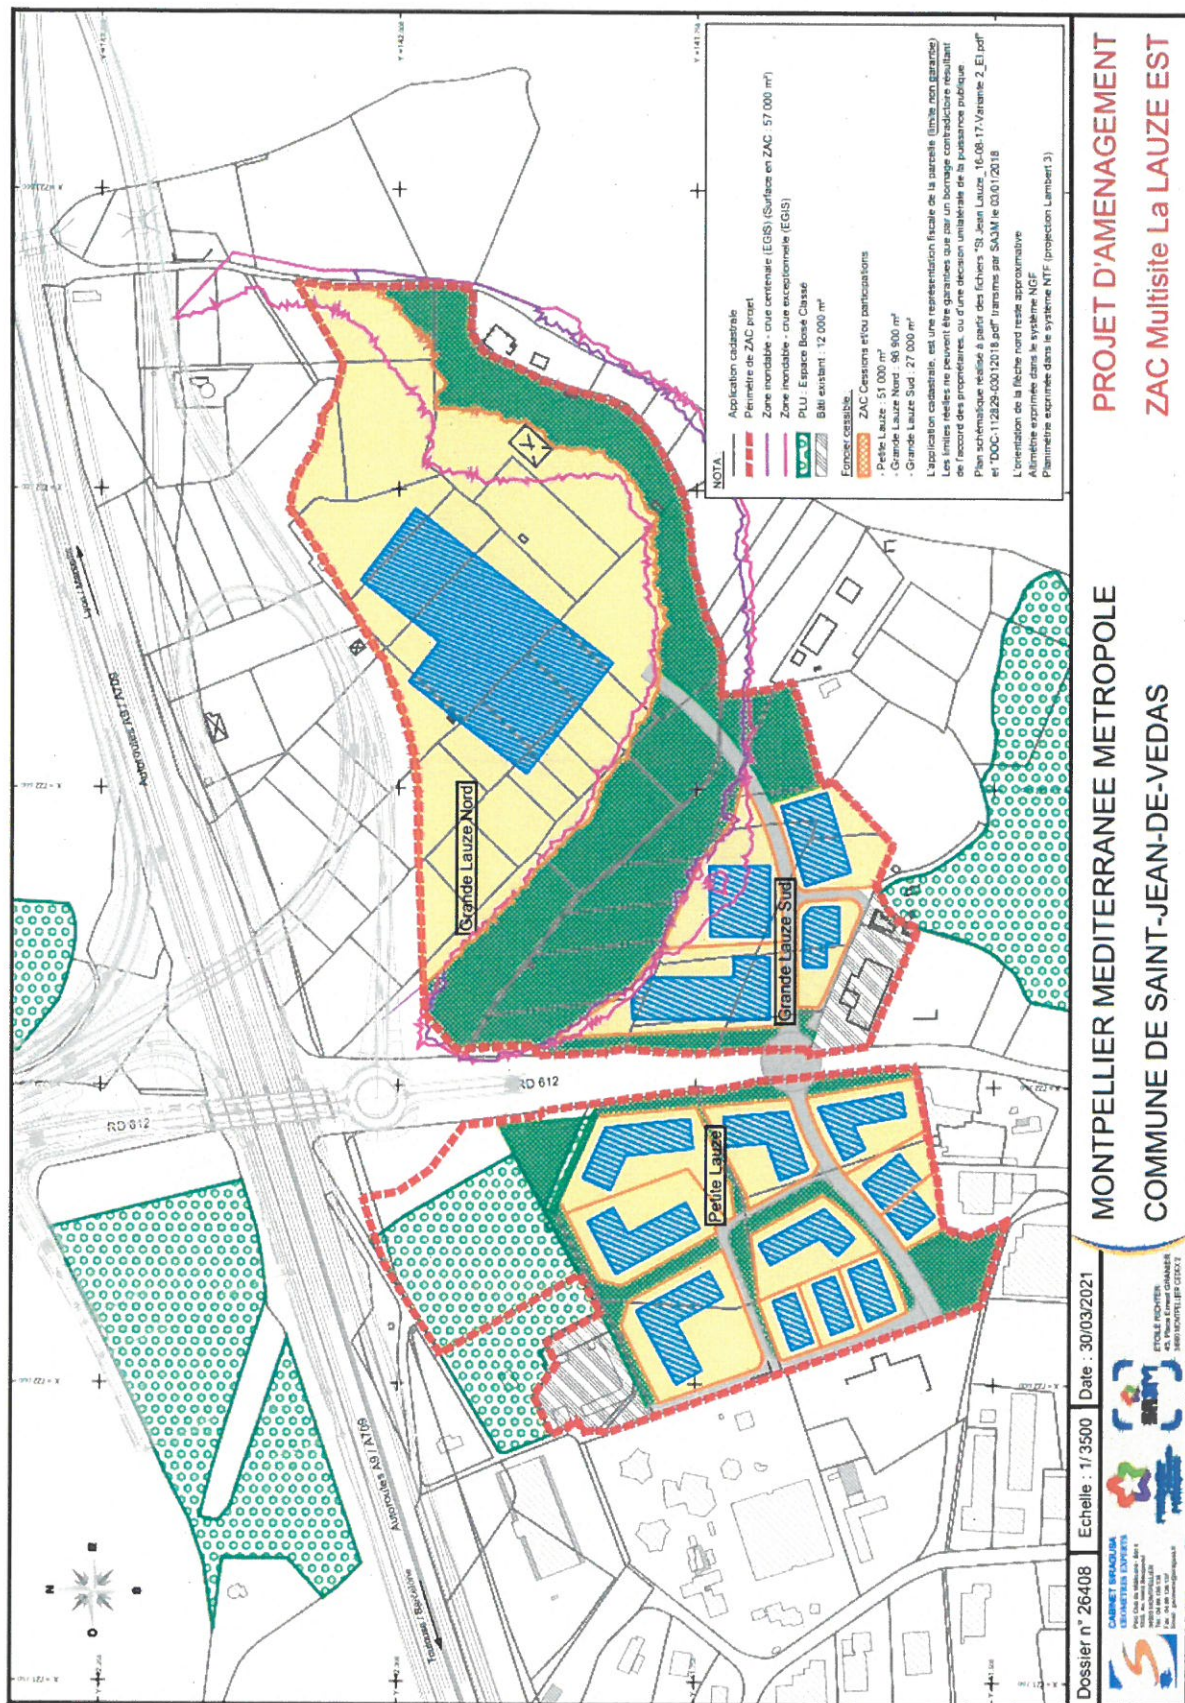 PROJET D'AMENAGEMENT
ZAC Multisite La LAUZE EST
MONTPELLIER MEDITERRANEE METROPOLE
COMMUNE DE SAINT-JEAN-DE-VEDAS
Dossier n° 26408
Echelle : 1/ 3500
Date : 30/03/2021
CABINET SIRAGUSA
GEOMETRES EXPERTS
ETOILE RICHTER
45, Place Ernest GRANIER
NOTA :
Application cadastrale
Périmètre de ZAC projet
Zone inondable - crue centenale (EGIS) (Surface en ZAC : 57 000 m²)
Zone inondable - crue exceptionnelle (EGIS)
PLU : Espace Boisé Classé
Bâti existant : 12 000 m²
Foncier cessible
ZAC Cessions et/ou participations
- Petite Lauze : 51 000 m²
- Grande Lauze Nord : 96 900 m²
- Grande Lauze Sud : 27 000 m²
L'application cadastrale, est une représentation fiscale de la parcelle (limite non garantie)
Les limites réelles ne peuvent être garanties que par un bornage contradictoire résultant
de l'accord des propriétaires, ou d'une décision unilatérale de la puissance publique.
Plan schématique réalisé à partir des fichiers "St Jean Lauze_16-08-17-Variante 2_EI.pdf"
et "DOC-112829-03012018.pdf" transmis par SA3M le 03/01/2018
L'orientation de la flèche nord reste approximative
Altimétrie exprimée dans le système NGF
Planimétrie exprimée dans le système NTF (projection Lambert 3)
Grande Lauze Nord
Grande Lauze Sud
Petite Lauze
RD 612
RD 612
Autoroutes A9 / A709
Autoroutes A9 / A709
N
O
E
S